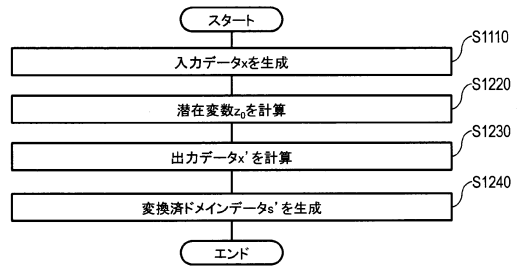 スタート
S1110
入力データxを生成
S1220
潜在変数z₀を計算
S1230
出力データx'を計算
S1240
変換済ドメインデータs'を生成
エンド